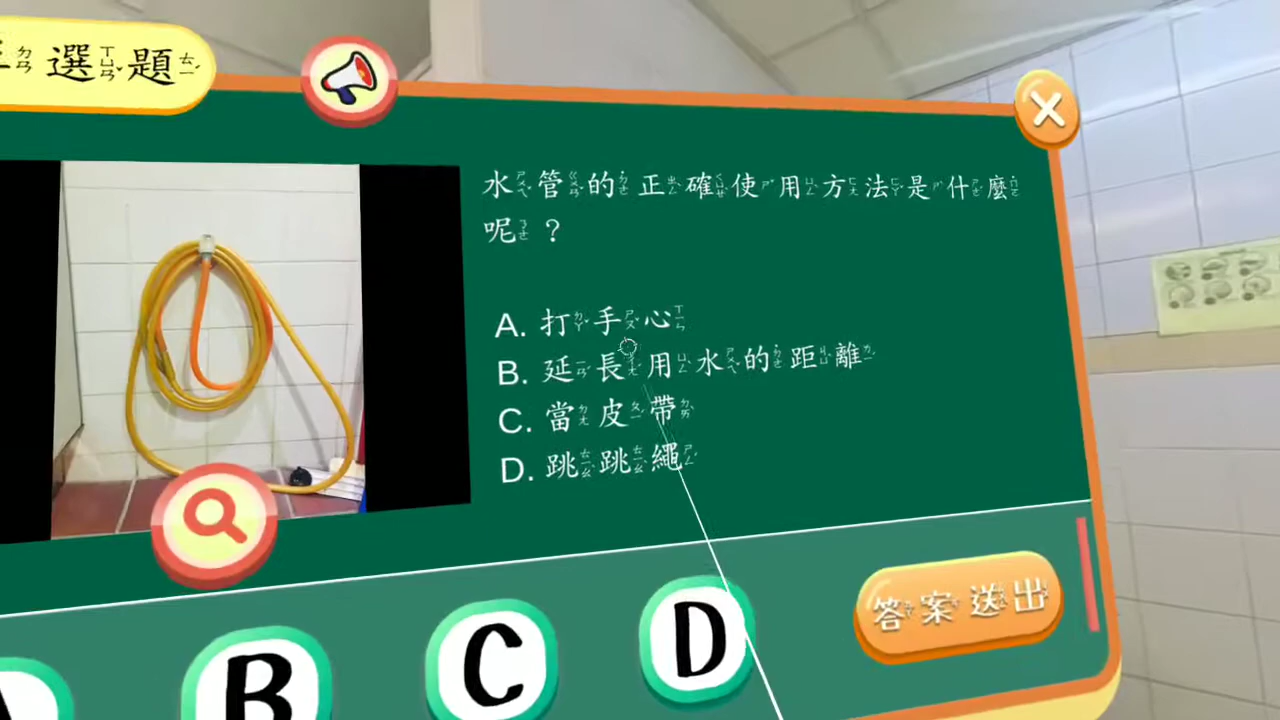 選題
水管的正確使用方法是什麼
呢？
A. 打手心
B. 延長用水的距離
C. 當皮帶
D. 跳跳繩
B
C
D
答案送出